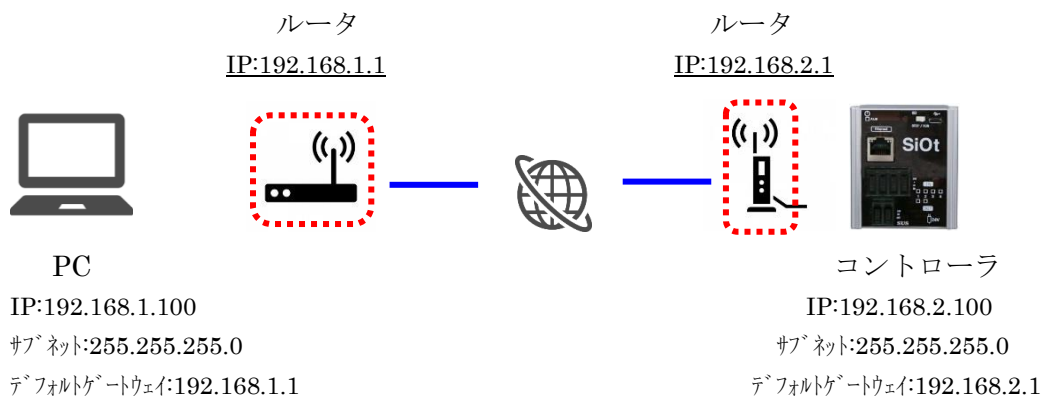 ルータ
IP:192.168.1.1
ルータ
IP:192.168.2.1
SiOt
PC
IP:192.168.1.100
ｻﾌﾞﾈｯﾄ:255.255.255.0
ﾃﾞﾌｫﾙﾄｹﾞｰﾄｳｪｲ:192.168.1.1
コントローラ
IP:192.168.2.100
ｻﾌﾞﾈｯﾄ:255.255.255.0
ﾃﾞﾌｫﾙﾄｹﾞｰﾄｳｪｲ:192.168.2.1